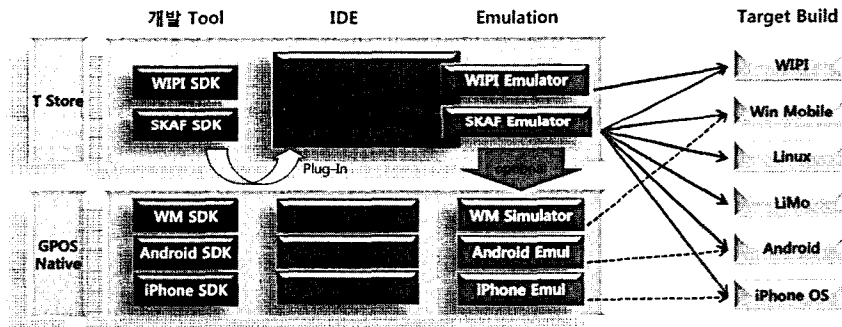 개발 Tool
IDE
Emulation
Target Build
T Store
WIPI SDK
SKAF SDK
WIPI Emulator
SKAF Emulator
Plug-In
GPOS
Native
WM SDK
Android SDK
iPhone SDK
WM Simulator
Android Emul
iPhone Emul
WIPI
Win Mobile
Linux
LiMo
Android
iPhone OS